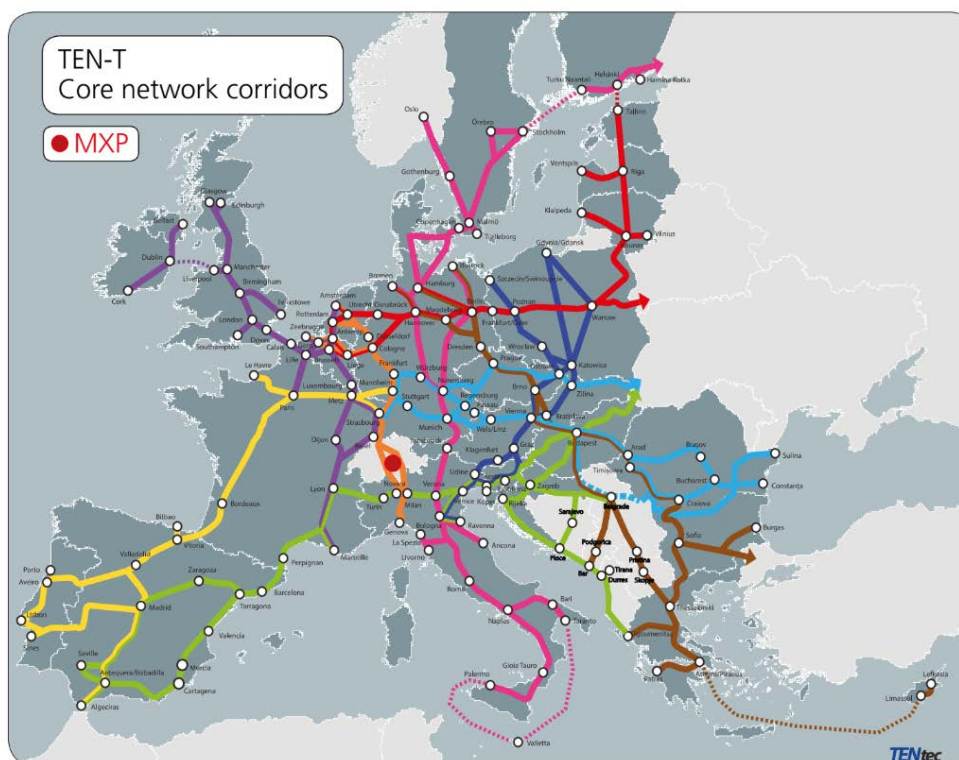 TEN-T
Core network corridors
MXP
Helsinki
Turku/Naantali
Hamina Kotka
Oslo
Örebro
Stockholm
Tallinn
Gothenburg
Ventspils
Riga
Glasgow
Edinburgh
Belfast
Klaipeda
Copenhagen
Malmö
Trelleborg
Vilnius
Kaunas
Gdynia/Gdansk
Dublin
Manchester
Liverpool
Rostock
Hamburg
Bremen
Szczecin/Swinoujscie
Cork
Birmingham
Felixstowe
Amsterdam
Utrecht
Osnabrück
Magdeburg
Berlin
Poznan
Warsaw
London
Rotterdam
Hannover
Frankfurt/Oder
Southampton
Dover
Zeebrugge
Antwerp
Düsseldorf
Calais
Cologne
Dresden
Wroclaw
Lille
Brussel
Liège
Frankfurt
Prague
Ostrava
Katowice
Le Havre
Luxembourg
Mannheim
Würzburg
Nuremberg
Brno
Zilina
Paris
Metz
Stuttgart
Regensburg
Passau
Strasbourg
Munich
Wels/Linz
Vienna
Bratislava
Dijon
Basel
Innsbruck
Graz
Budapest
Klagenfurt
Arad
Brasov
Sulina
Udine
Timişoara
Lyon
Novara
Milan
Verona
Venice
Koper
Zagreb
Bucharest
Constanța
Turin
Rijeka
Belgrade
Craiova
Bordeaux
Genova
Bologna
Ravenna
Sarajevo
Bilbao
La Spezia
Ancona
Sofia
Burgas
Vitoria
Livorno
Marseille
Ploce
Podgorica
Pristina
Valladolid
Perpignan
Porto
Zaragoza
Bar
Tirana
Skopje
Aveiro
Barcelona
Roma
Durres
Madrid
Tarragona
Bari
Thessaloniki
Lisbon
Naples
Taranto
Sines
Valencia
Igoumenitsa
Seville
Murcia
Gioia Tauro
Athens/Piraeus
Antequera/Bobadilla
Cartagena
Palermo
Patras
Lefkosia
Limassol
Algeciras
Valletta
TENtec